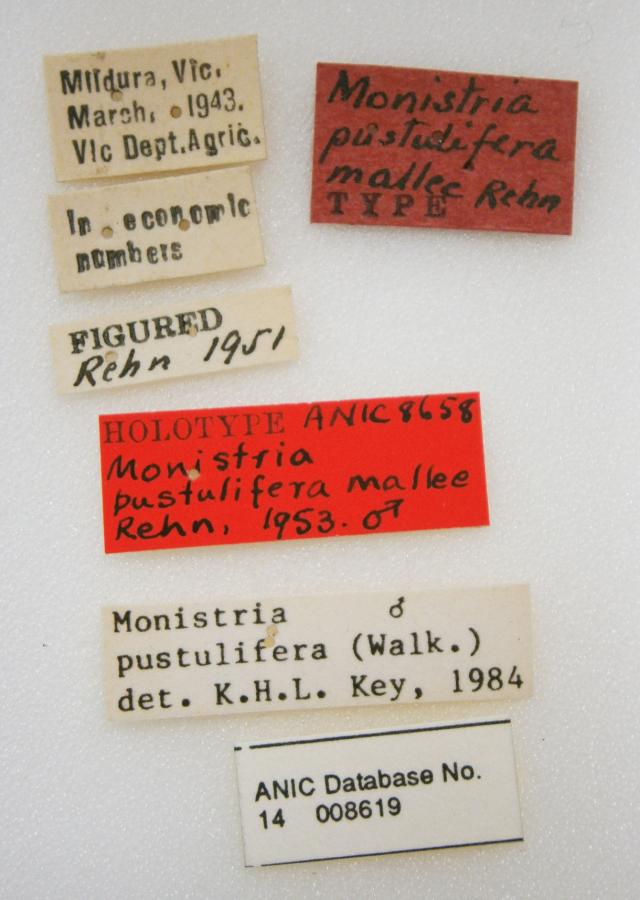 Mildura, Vic.
March, 1943.
Vic Dept.Agric.
In economic
numbers
FIGURED
Rehn 1951
Monistria
pustulifera
mallee Rehn
TYPE
HOLOTYPE ANIC 8658
Monistria
pustulifera mallee
Rehn, 1953. ♂
Monistria ♂
pustulifera (Walk.)
det. K.H.L. Key, 1984
ANIC Database No.
14 008619